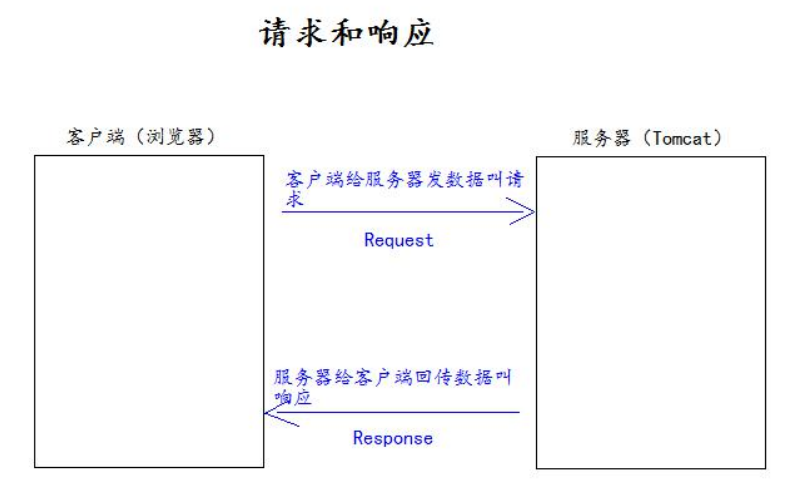 请求和响应
客户端（浏览器）
服务器（Tomcat）
客户端给服务器发数据叫请
求
Request
服务器给客户端回传数据叫
响应
Response